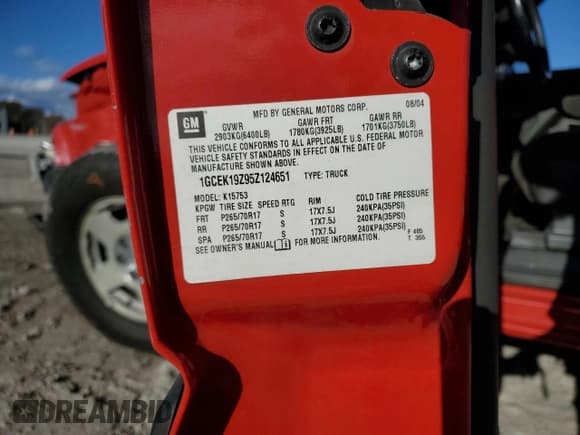 GM
MFD BY GENERAL MOTORS CORP. 08/04
GVWR GAWR FRT GAWR RR
2903KG(6400LB) 1780KG(3925LB) 1701KG(3750LB)
THIS VEHICLE CONFORMS TO ALL APPLICABLE U.S. FEDERAL MOTOR
VEHICLE SAFETY STANDARDS IN EFFECT ON THE DATE OF
MANUFACTURE SHOWN ABOVE.
1GCEK19Z95Z124651 TYPE: TRUCK
MODEL: K15753
KPGW TIRE SIZE SPEED RTG RIM COLD TIRE PRESSURE
FRT P265/70R17 S 17X7.5J 240KPA(35PSI)
RR P265/70R17 S 17X7.5J 240KPA(35PSI)
SPA P265/70R17 S 17X7.5J 240KPA(35PSI)
SEE OWNER'S MANUAL FOR MORE INFORMATION. F 485
T 355
DREAMBID